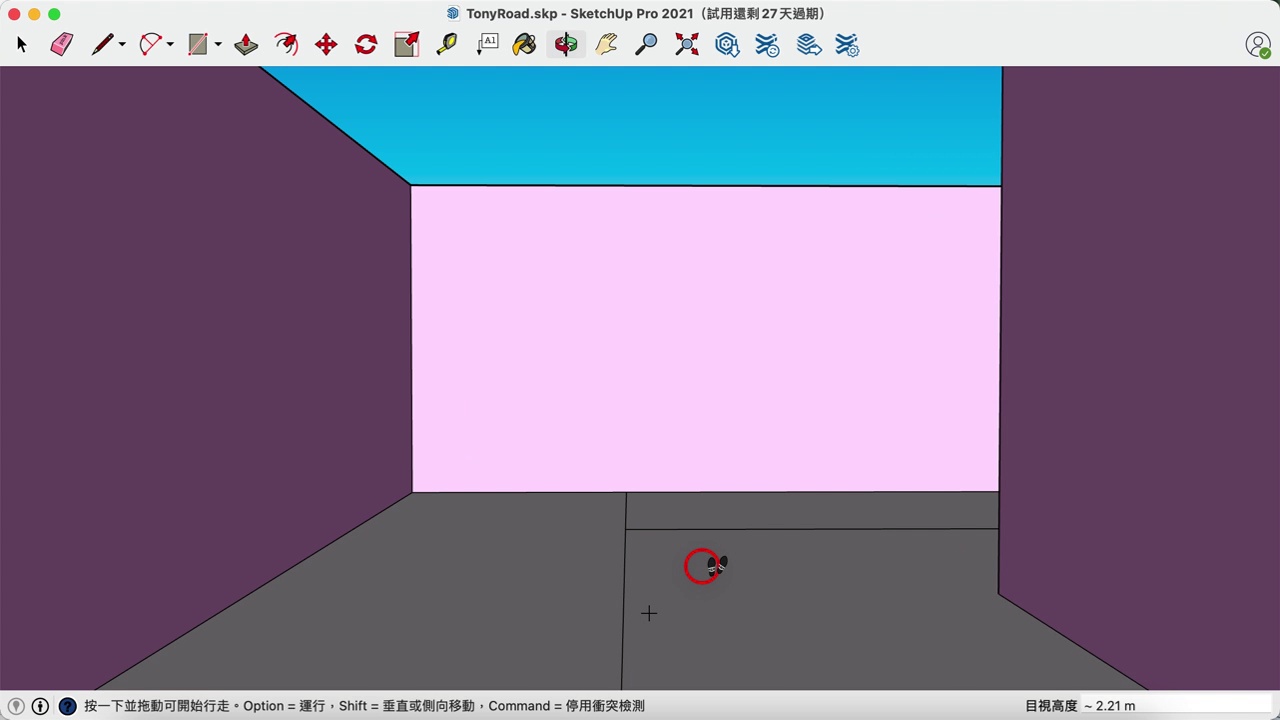 TonyRoad.skp - SketchUp Pro 2021（試用還剩 27 天過期）
A1
按一下並拖動可開始行走。Option = 運行，Shift = 垂直或側向移動，Command = 停用衝突檢測
目視高度 ~ 2.21 m